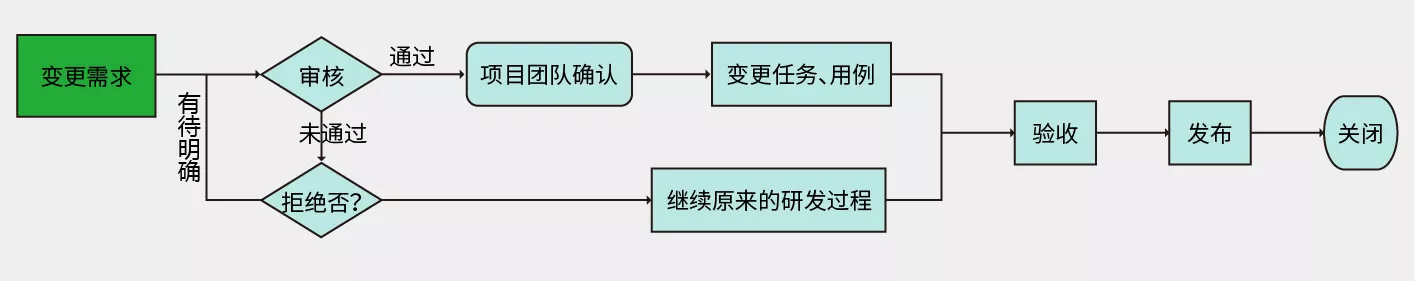 变更需求
审核
通过
项目团队确认
变更任务、用例
有待明确
未通过
拒绝否?
继续原来的研发过程
验收
发布
关闭